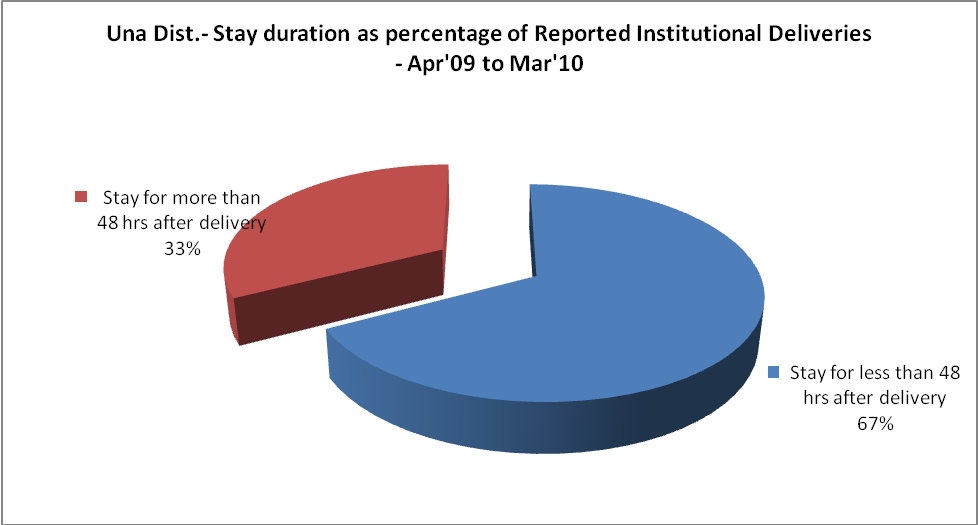 Una Dist.- Stay duration as percentage of Reported Institutional Deliveries
- Apr'09 to Mar'10
Stay for more than
48 hrs after delivery
33%
Stay for less than 48
hrs after delivery
67%